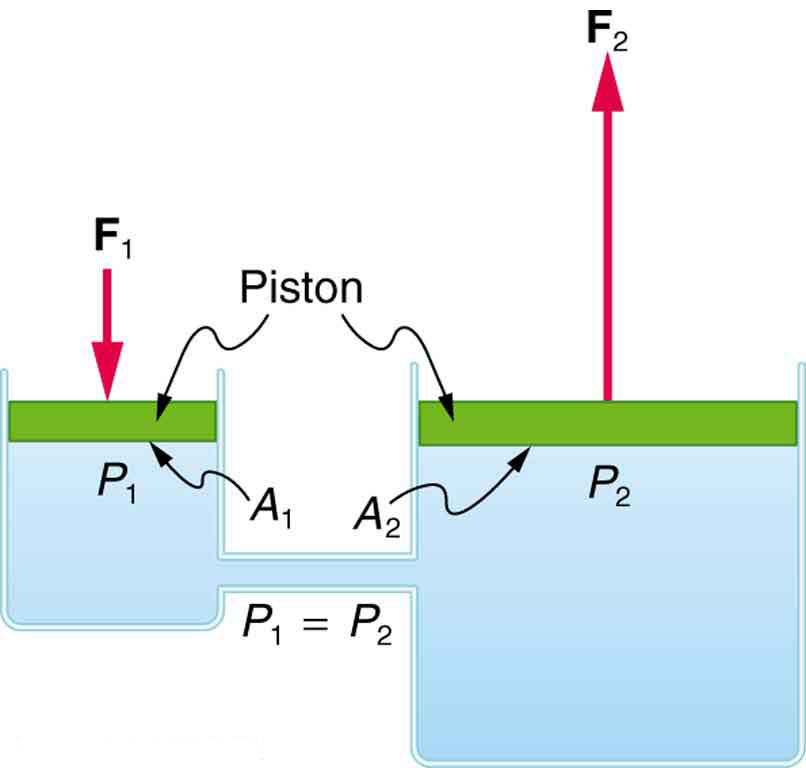 F₂
F₁
Piston
P₁
P₂
A₁
A₂
P₁ = P₂